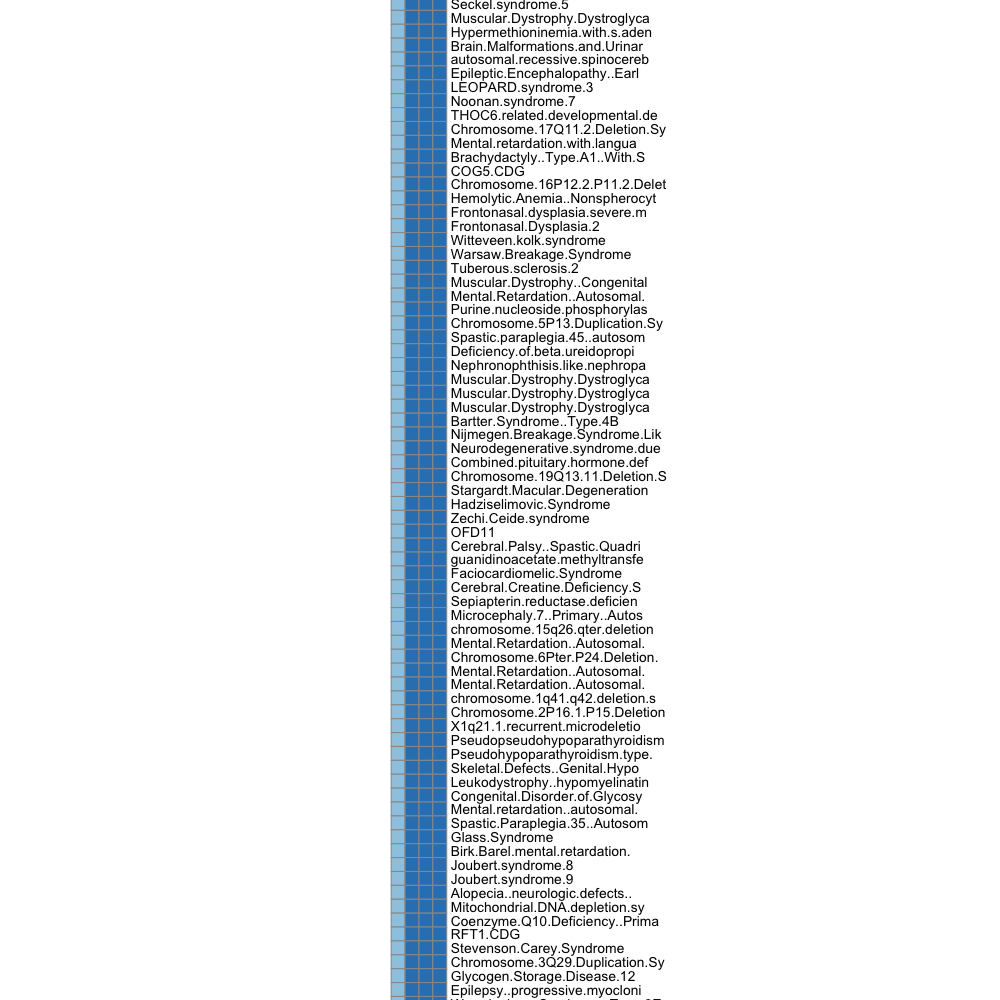 Seckel.syndrome.5
Muscular.Dystrophy.Dystroglyca
Hypermethioninemia.with.s.aden
Brain.Malformations.and.Urinar
autosomal.recessive.spinocereb
Epileptic.Encephalopathy..Earl
LEOPARD.syndrome.3
Noonan.syndrome.7
THOC6.related.developmental.de
Chromosome.17Q11.2.Deletion.Sy
Mental.retardation.with.langua
Brachydactyly..Type.A1..With.S
COG5.CDG
Chromosome.16P12.2.P11.2.Delet
Hemolytic.Anemia..Nonspherocyt
Frontonasal.dysplasia.severe.m
Frontonasal.Dysplasia.2
Witteveen.kolk.syndrome
Warsaw.Breakage.Syndrome
Tuberous.sclerosis.2
Muscular.Dystrophy..Congenital
Mental.Retardation..Autosomal.
Purine.nucleoside.phosphorylas
Chromosome.5P13.Duplication.Sy
Spastic.paraplegia.45..autosom
Deficiency.of.beta.ureidopropi
Nephronophthisis.like.nephropa
Muscular.Dystrophy.Dystroglyca
Muscular.Dystrophy.Dystroglyca
Muscular.Dystrophy.Dystroglyca
Bartter.Syndrome..Type.4B
Nijmegen.Breakage.Syndrome.Lik
Neurodegenerative.syndrome.due
Combined.pituitary.hormone.def
Chromosome.19Q13.11.Deletion.S
Stargardt.Macular.Degeneration
Hadziselimovic.Syndrome
Zechi.Ceide.syndrome
OFD11
Cerebral.Palsy..Spastic.Quadri
guanidinoacetate.methyltransfe
Faciocardiomelic.Syndrome
Cerebral.Creatine.Deficiency.S
Sepiapterin.reductase.deficien
Microcephaly.7..Primary..Autos
chromosome.15q26.qter.deletion
Mental.Retardation..Autosomal.
Chromosome.6Pter.P24.Deletion.
Mental.Retardation..Autosomal.
Mental.Retardation..Autosomal.
chromosome.1q41.q42.deletion.s
Chromosome.2P16.1.P15.Deletion
X1q21.1.recurrent.microdeletio
Pseudopseudohypoparathyroidism
Pseudohypoparathyroidism.type.
Skeletal.Defects..Genital.Hypo
Leukodystrophy..hypomyelinatin
Congenital.Disorder.of.Glycosy
Mental.retardation..autosomal.
Spastic.Paraplegia.35..Autosom
Glass.Syndrome
Birk.Barel.mental.retardation.
Joubert.syndrome.8
Joubert.syndrome.9
Alopecia..neurologic.defects..
Mitochondrial.DNA.depletion.sy
Coenzyme.Q10.Deficiency..Prima
RFT1.CDG
Stevenson.Carey.Syndrome
Chromosome.3Q29.Duplication.Sy
Glycogen.Storage.Disease.12
Epilepsy..progressive.myocloni